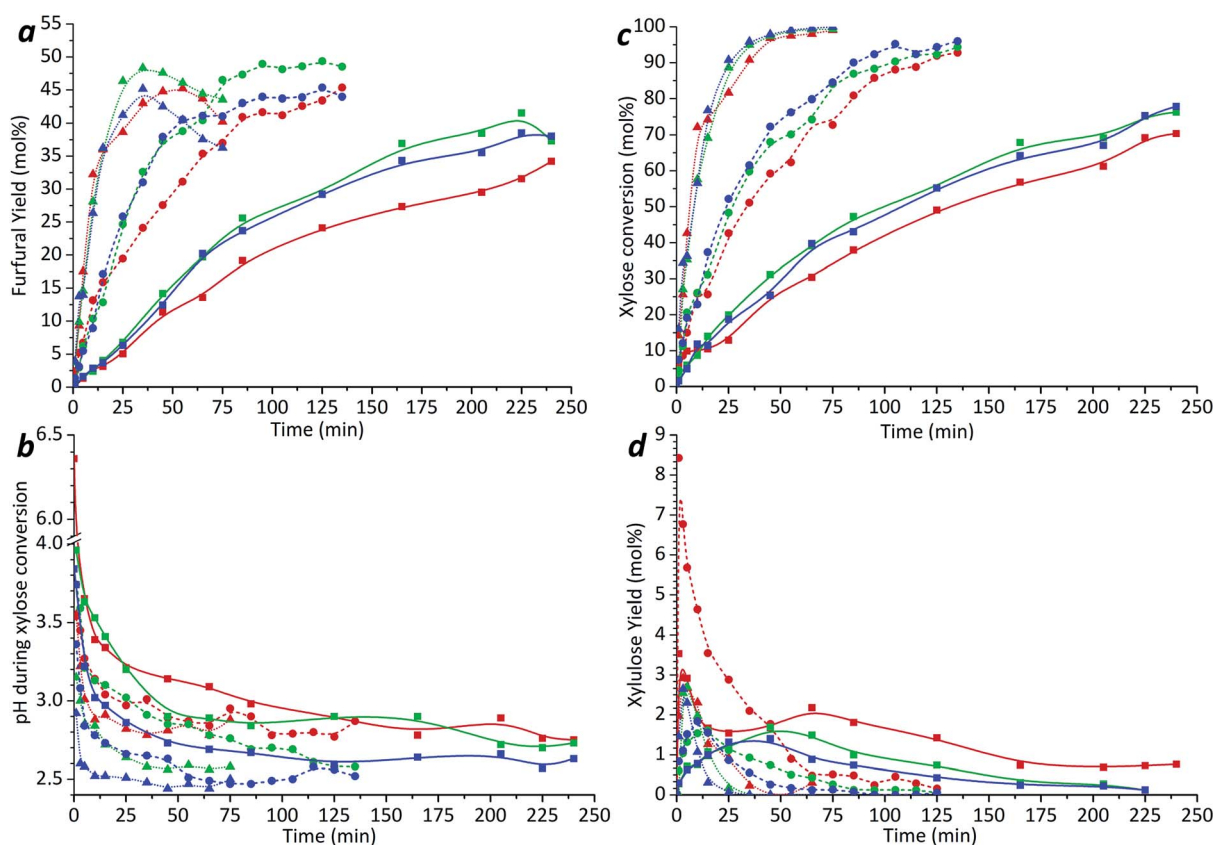 a
55
50
45
40
35
30
25
20
15
10
5
0
Furfural Yield (mol%)
0 25 50 75 100 125 150 175 200 225 250
Time (min)
c
100
90
80
70
60
50
40
30
20
10
0
Xylose conversion (mol%)
0 25 50 75 100 125 150 175 200 225 250
Time (min)
b
6.5
6.0
4.0
3.5
3.0
2.5
pH during xylose conversion
0 25 50 75 100 125 150 175 200 225 250
Time (min)
d
9
8
7
6
5
4
3
2
1
0
Xylulose Yield (mol%)
0 25 50 75 100 125 150 175 200 225 250
Time (min)